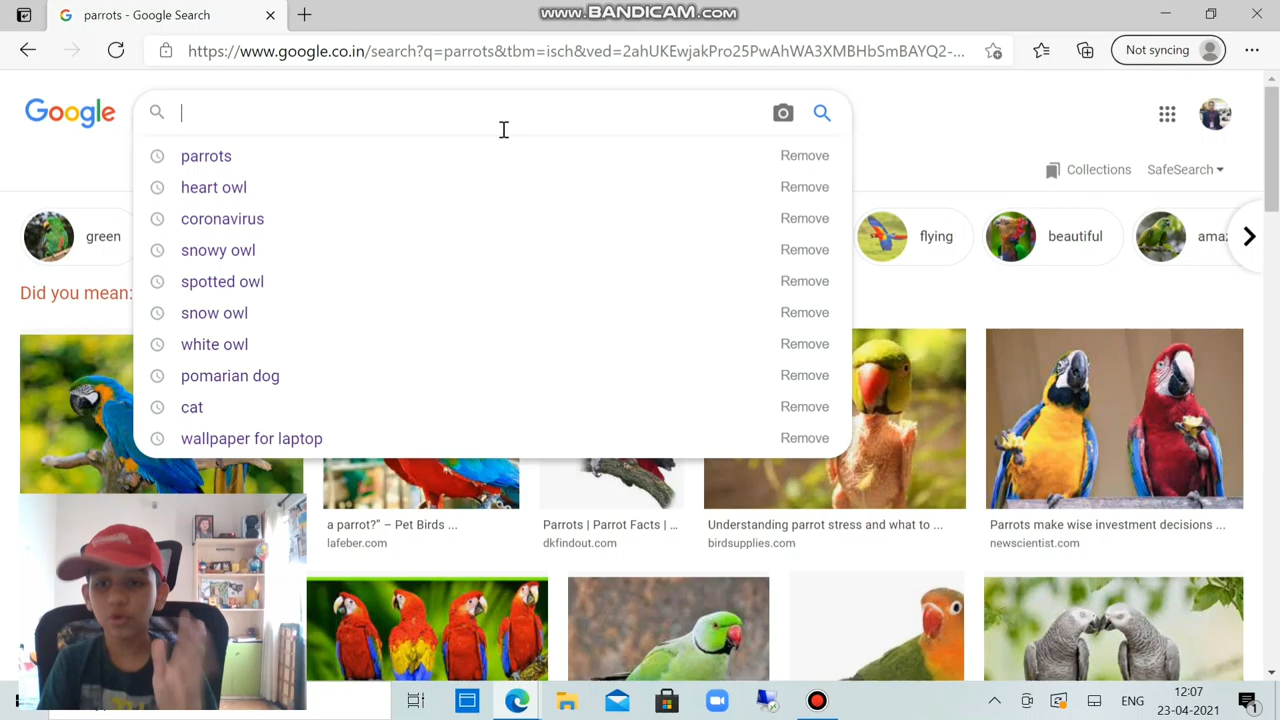 parrots - Google Search
www.BANDICAM.com
https://www.google.co.in/search?q=parrots&tbm=isch&ved=2ahUKEwjakPro25PwAhWA3XMBHbSmBAYQ2-...
Not syncing
Google
parrots Remove
heart owl Remove
coronavirus Remove
snowy owl Remove
spotted owl Remove
snow owl Remove
white owl Remove
pomarian dog Remove
cat Remove
wallpaper for laptop Remove
Collections SafeSearch
green flying beautiful ama
Did you mean:
a parrot?" – Pet Birds ...
lafeber.com
Parrots | Parrot Facts | ...
dkfindout.com
Understanding parrot stress and what to ...
birdsupplies.com
Parrots make wise investment decisions ...
newscientist.com
ENG
12:07
23-04-2021
1